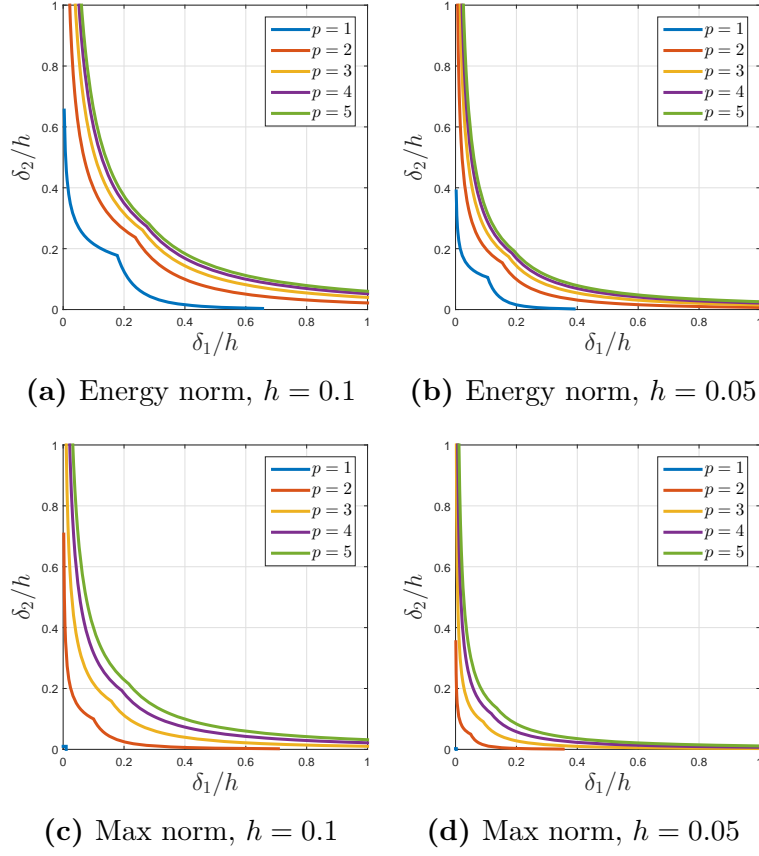 1
0.8
0.6
0.4
0.2
0
δ₂/h
0 0.2 0.4 0.6 0.8 1
δ₁/h
p = 1
p = 2
p = 3
p = 4
p = 5
(a) Energy norm, h = 0.1
1
0.8
0.6
0.4
0.2
0
δ₂/h
0 0.2 0.4 0.6 0.8 1
δ₁/h
p = 1
p = 2
p = 3
p = 4
p = 5
(b) Energy norm, h = 0.05
1
0.8
0.6
0.4
0.2
0
δ₂/h
0 0.2 0.4 0.6 0.8 1
δ₁/h
p = 1
p = 2
p = 3
p = 4
p = 5
(c) Max norm, h = 0.1
1
0.8
0.6
0.4
0.2
0
δ₂/h
0 0.2 0.4 0.6 0.8 1
δ₁/h
p = 1
p = 2
p = 3
p = 4
p = 5
(d) Max norm, h = 0.05